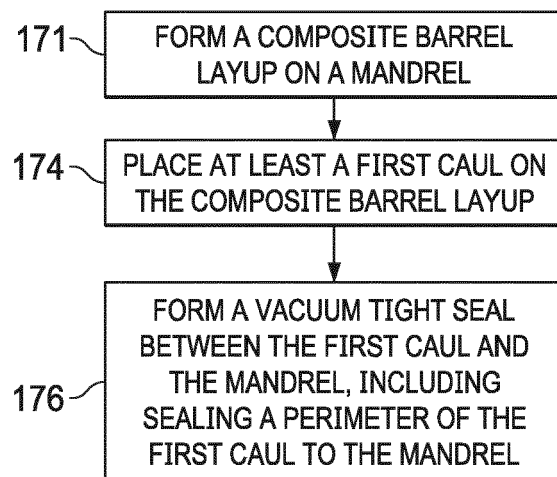 171
FORM A COMPOSITE BARREL
LAYUP ON A MANDREL
174
PLACE AT LEAST A FIRST CAUL ON
THE COMPOSITE BARREL LAYUP
176
FORM A VACUUM TIGHT SEAL
BETWEEN THE FIRST CAUL AND
THE MANDREL, INCLUDING
SEALING A PERIMETER OF THE
FIRST CAUL TO THE MANDREL